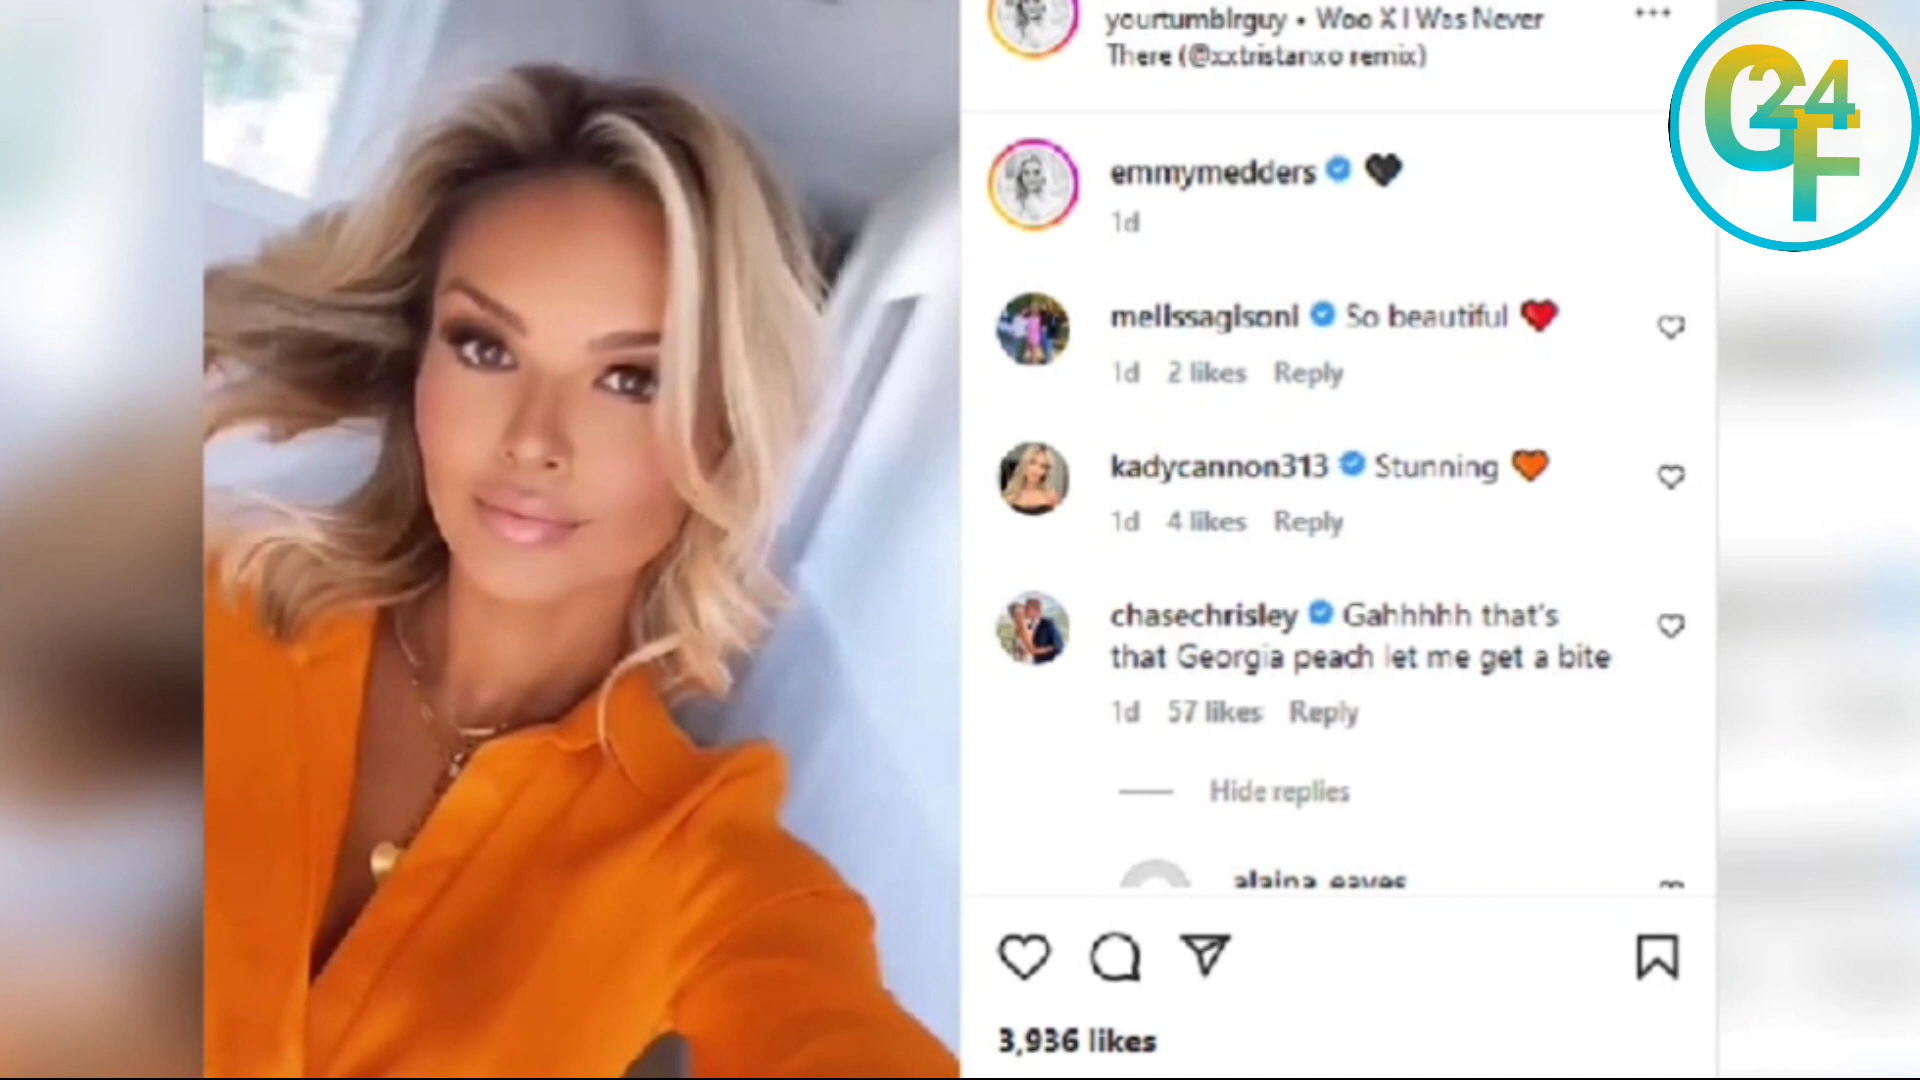 yourtumblrguy • Woo X I Was Never
There (@xxtristanxo remix)
G24F
emmymedders
1d
melissagisoni So beautiful
1d 2 likes Reply
kadycannon313 Stunning
1d 4 likes Reply
chasechrisley Gahhhhh that's
that Georgia peach let me get a bite
1d 57 likes Reply
Hide replies
alaina_eaves
3,936 likes